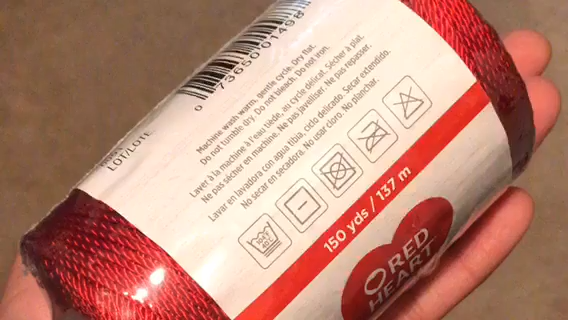 0 73650 01498
LOT/LOTE
Machine wash warm, gentle cycle. Dry flat.
Do not tumble dry. Do not bleach. Do not iron.
Laver à la machine à l'eau tiède, au cycle délicat. Sécher à plat.
Ne pas sécher en machine. Ne pas javelliser. Ne pas repasser.
Lavar en lavadora con agua tibia, ciclo delicado. Secar extendido.
No secar en secadora. No usar cloro. No planchar.
150 yds / 137 m
RED
HEART